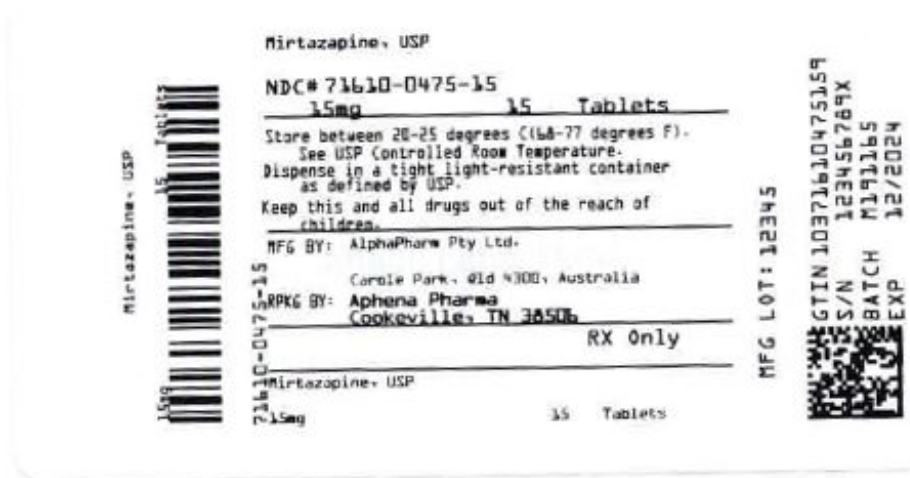 Mirtazapine, USP
NDC# 71610-0475-15
15mg 15 Tablets
Store between 20-25 degrees C(68-77 degrees F).
See USP Controlled Room Temperature.
Dispense in a tight light-resistant container
as defined by USP.
Keep this and all drugs out of the reach of
children.
MFG BY: AlphaPharm Pty Ltd.
Carole Park, Qld 4300, Australia
RPKG BY: Aphena Pharma
Cookeville, TN 38506
RX Only
Mirtazapine, USP
15mg 15 Tablets
Mirtazapine, USP
15mg 15 Tablets
71610-0475-15
MFG LOT: 12345
GTIN 10371610475159
S/N 123456789X
BATCH M191165
EXP 12/2024